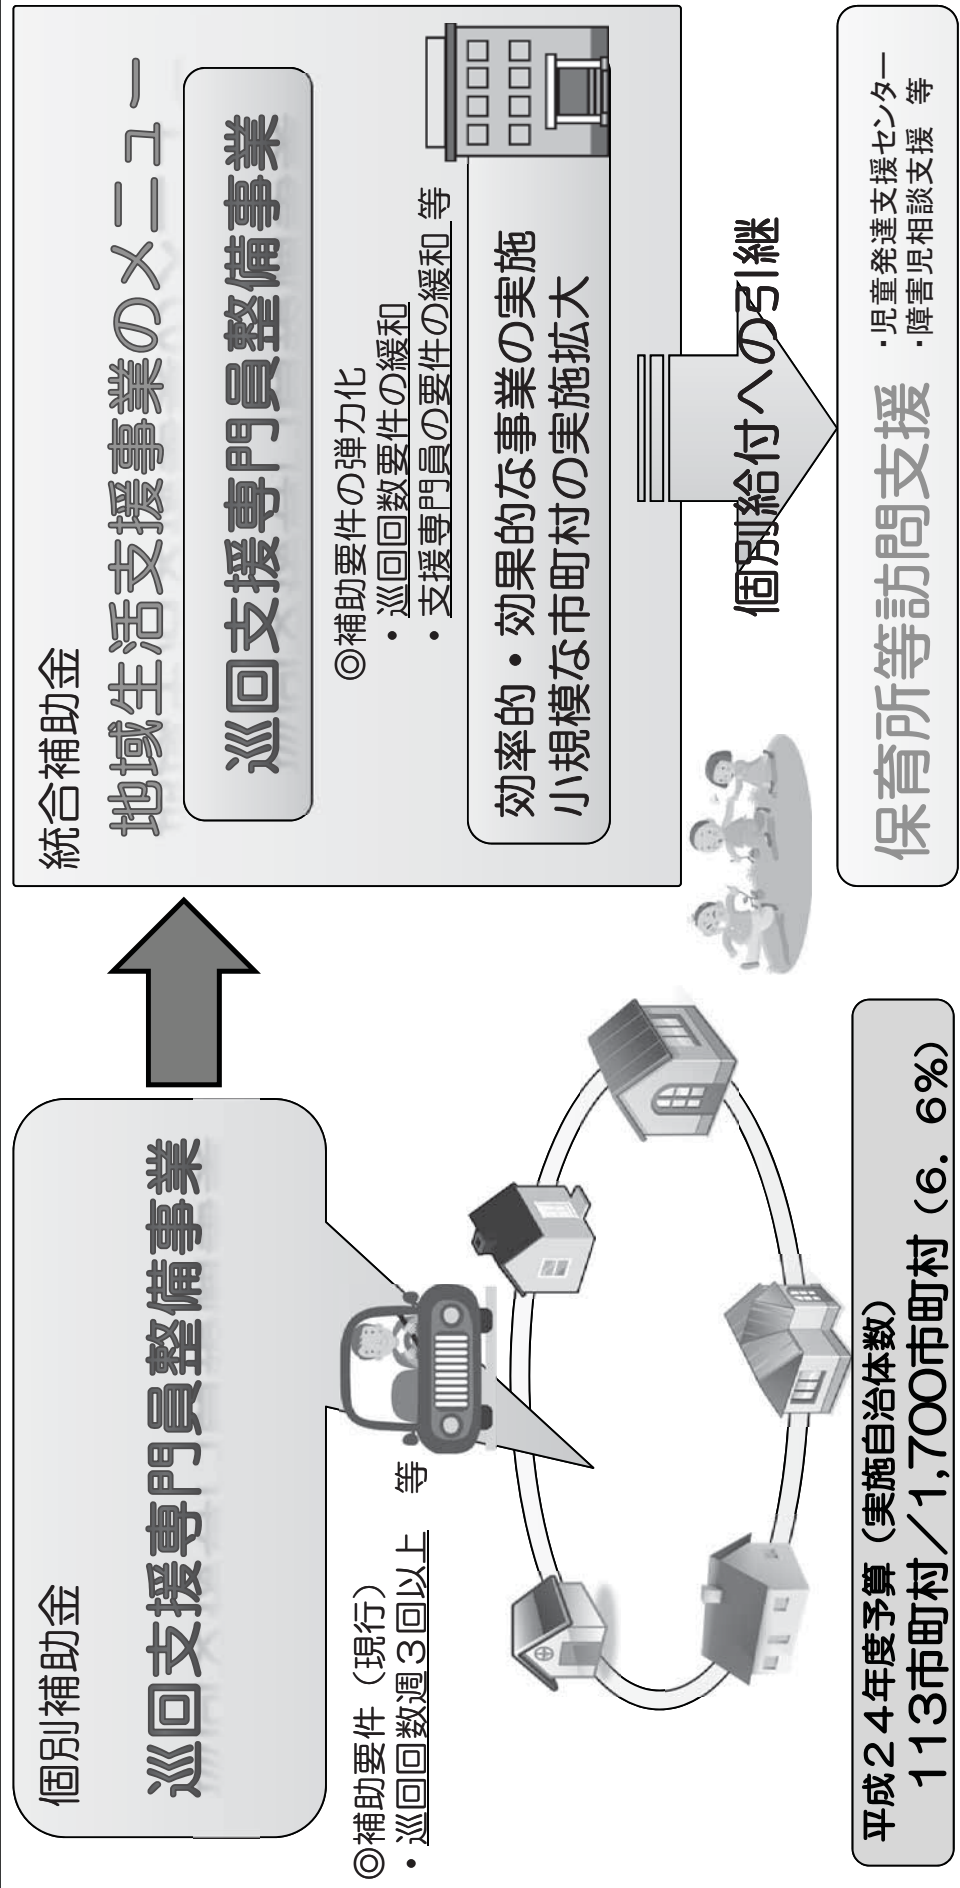 個別補助金
巡回支援専門員整備事業
◎補助要件（現行）
・巡回回数週３回以上　等
平成２４年度予算（実施自治体数）
１１３市町村／１，７００市町村（６．６％）
統合補助金
地域生活支援事業のメニュー
巡回支援専門員整備事業
◎補助要件の弾力化
・巡回回数要件の緩和
・支援専門員の要件の緩和 等
効率的・効果的な事業の実施
小規模な市町村の実施拡大
個別給付への引継
保育所等訪問支援
・児童発達支援センター
・障害児相談支援　等